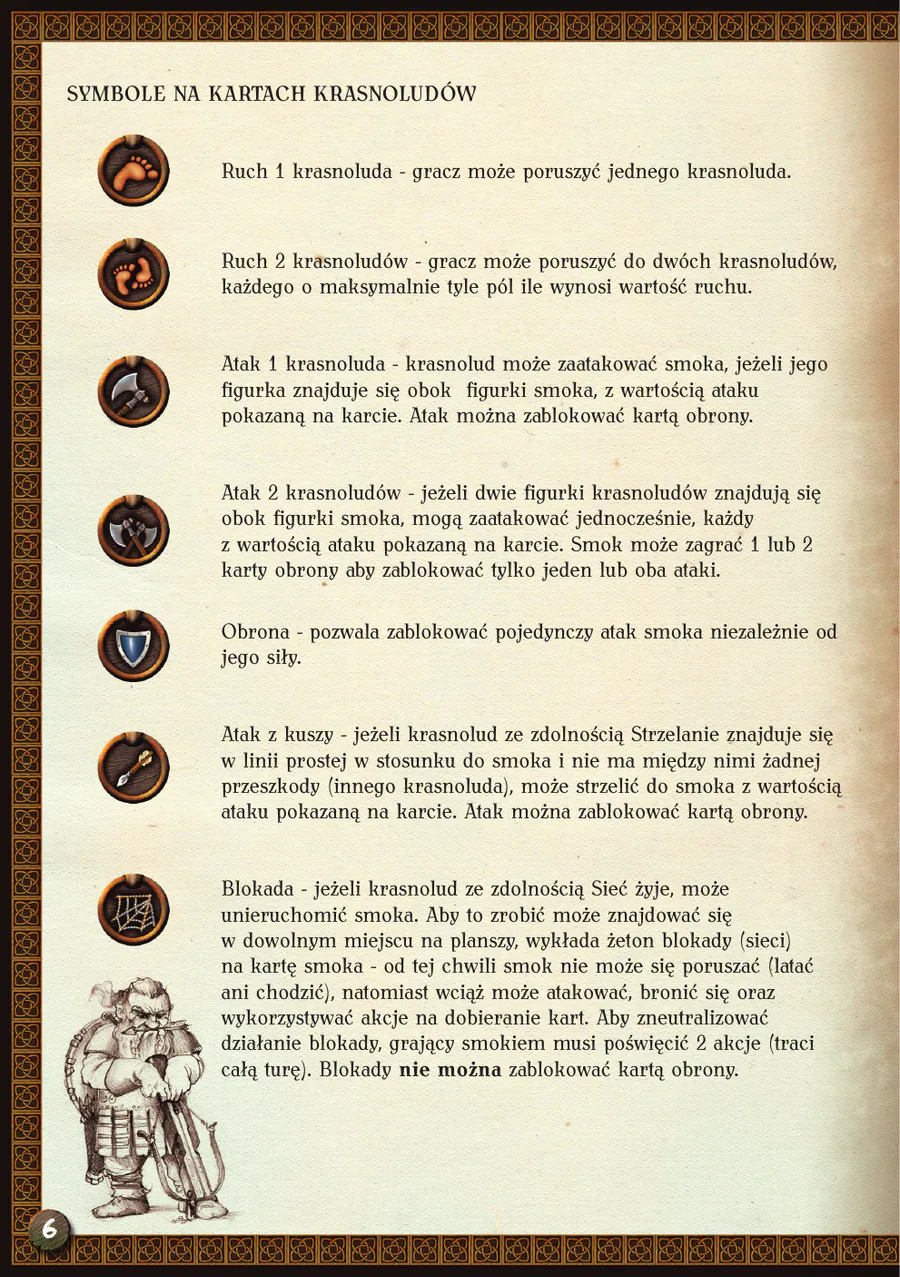 SYMBOLE NA KARTACH KRASNOLUDÓW
Ruch 1 krasnoluda - gracz może poruszyć jednego krasnoluda.
Ruch 2 krasnoludów - gracz może poruszyć do dwóch krasnoludów,
każdego o maksymalnie tyle pól ile wynosi wartość ruchu.
Atak 1 krasnoluda - krasnolud może zaatakować smoka, jeżeli jego
figurka znajduje się obok  figurki smoka, z wartością ataku
pokazaną na karcie. Atak można zablokować kartą obrony.
Atak 2 krasnoludów - jeżeli dwie figurki krasnoludów znajdują się
obok figurki smoka, mogą zaatakować jednocześnie, każdy
z wartością ataku pokazaną na karcie. Smok może zagrać 1 lub 2
karty obrony aby zablokować tylko jeden lub oba ataki.
Obrona - pozwala zablokować pojedynczy atak smoka niezależnie od
jego siły.
Atak z kuszy - jeżeli krasnolud ze zdolnością Strzelanie znajduje się
w linii prostej w stosunku do smoka i nie ma między nimi żadnej
przeszkody (innego krasnoluda), może strzelić do smoka z wartością
ataku pokazaną na karcie. Atak można zablokować kartą obrony.
Blokada - jeżeli krasnolud ze zdolnością Sieć żyje, może
unieruchomić smoka. Aby to zrobić może znajdować się
w dowolnym miejscu na planszy, wykłada żeton blokady (sieci)
na kartę smoka - od tej chwili smok nie może się poruszać (latać
ani chodzić), natomiast wciąż może atakować, bronić się oraz
wykorzystywać akcje na dobieranie kart. Aby zneutralizować
działanie blokady, grający smokiem musi poświęcić 2 akcje (traci
całą turę). Blokady nie można zablokować kartą obrony.
6